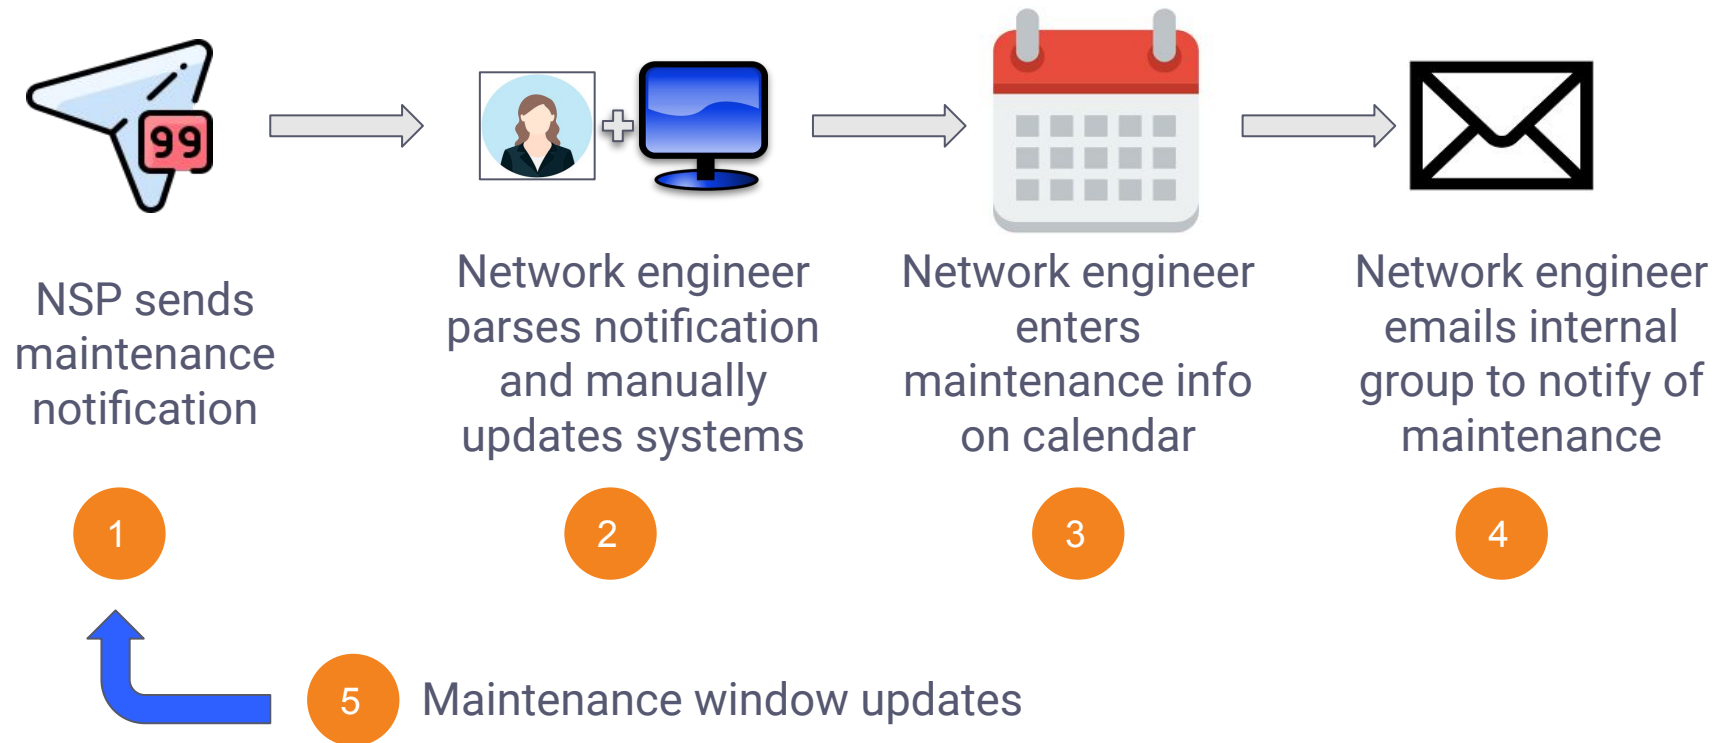 99
NSP sends
maintenance
notification
Network engineer
parses notification
and manually
updates systems
Network engineer
enters
maintenance info
on calendar
Network engineer
emails internal
group to notify of
maintenance
1
2
3
4
5
Maintenance window updates